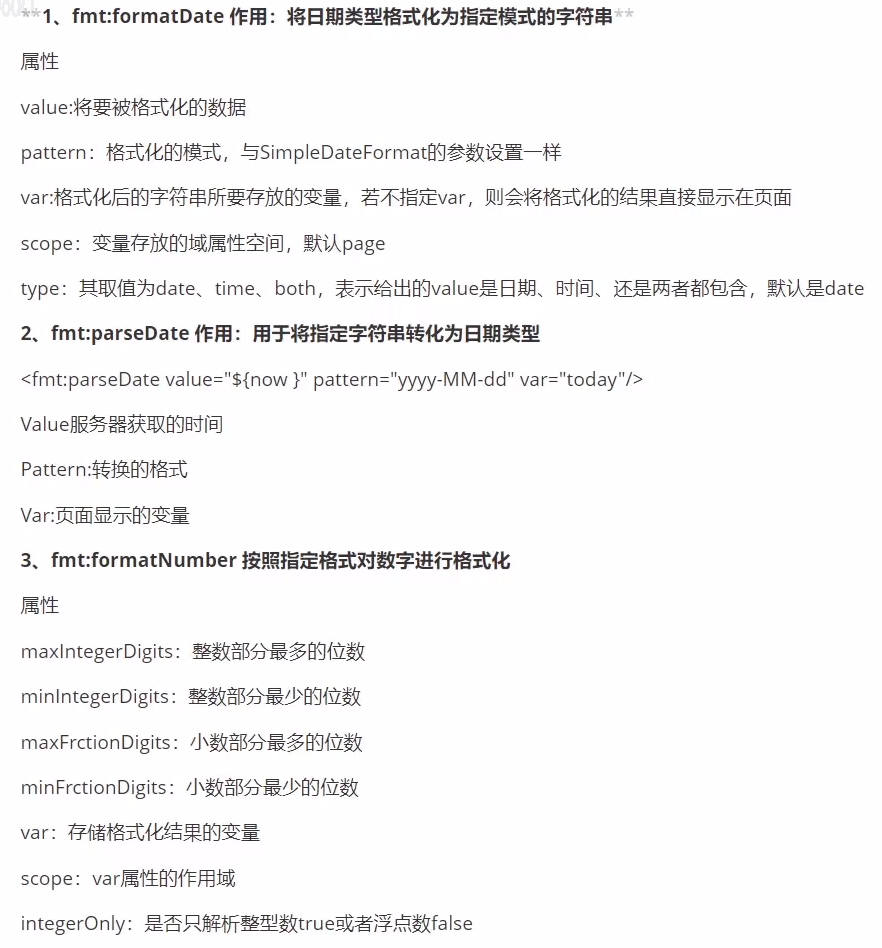 **1、fmt:formatDate 作用：将日期类型格式化为指定模式的字符串**
属性
value:将要被格式化的数据
pattern：格式化的模式，与SimpleDateFormat的参数设置一样
var:格式化后的字符串所要存放的变量，若不指定var，则会将格式化的结果直接显示在页面
scope：变量存放的域属性空间，默认page
type：其取值为date、time、both，表示给出的value是日期、时间、还是两者都包含，默认是date
2、fmt:parseDate 作用：用于将指定字符串转化为日期类型
<fmt:parseDate value="${now }" pattern="yyyy-MM-dd" var="today"/>
Value服务器获取的时间
Pattern:转换的格式
Var:页面显示的变量
3、fmt:formatNumber 按照指定格式对数字进行格式化
属性
maxIntegerDigits：整数部分最多的位数
minIntegerDigits：整数部分最少的位数
maxFrctionDigits：小数部分最多的位数
minFrctionDigits：小数部分最少的位数
var：存储格式化结果的变量
scope：var属性的作用域
integerOnly：是否只解析整型数true或者浮点数false